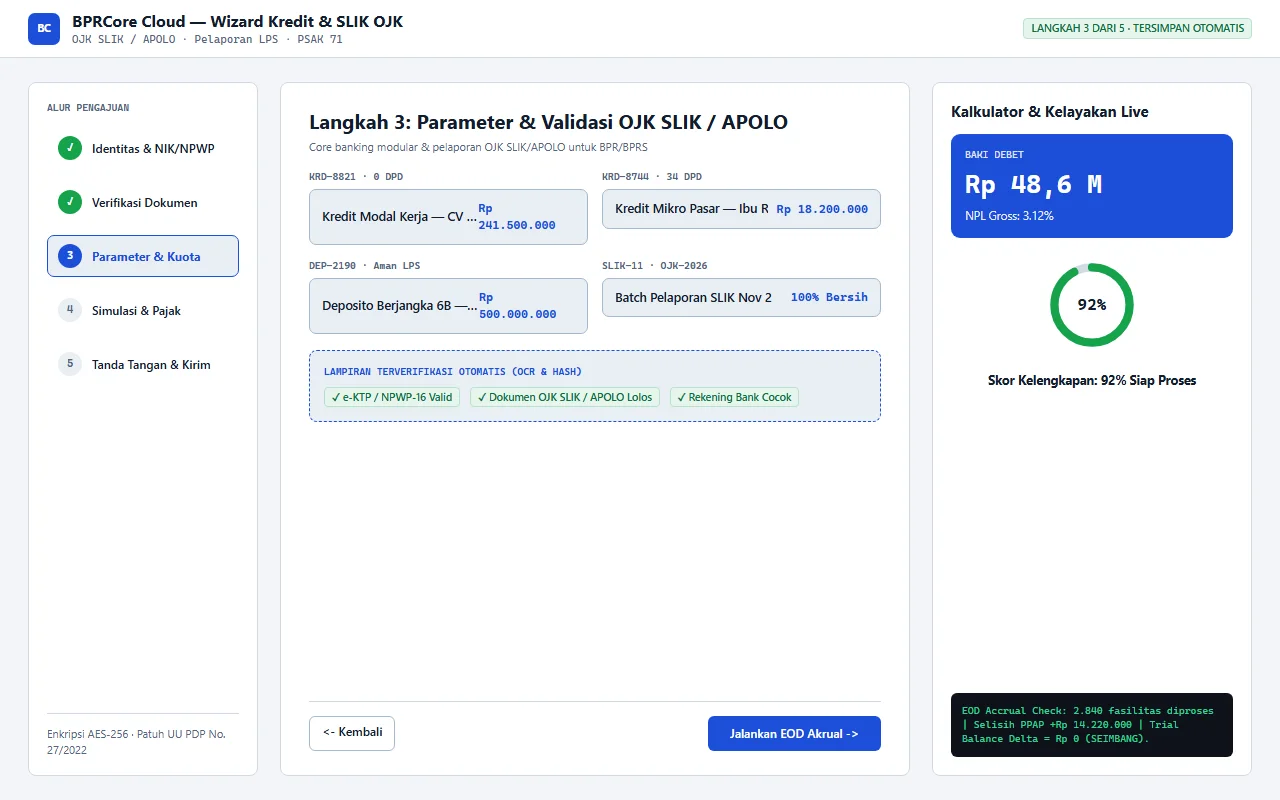 BC
BPRCore Cloud — Wizard Kredit & SLIK OJK
OJK SLIK / APOLO · Pelaporan LPS · PSAK 71
LANGKAH 3 DARI 5 · TERSIMPAN OTOMATIS
ALUR PENGAJUAN
✓ Identitas & NIK/NPWP
✓ Verifikasi Dokumen
3 Parameter & Kuota
4 Simulasi & Pajak
5 Tanda Tangan & Kirim
Enkripsi AES-256 · Patuh UU PDP No.
27/2022
Langkah 3: Parameter & Validasi OJK SLIK / APOLO
Core banking modular & pelaporan OJK SLIK/APOLO untuk BPR/BPRS
KRD-8821 · 0 DPD
Kredit Modal Kerja — CV ...
Rp
241.500.000
KRD-8744 · 34 DPD
Kredit Mikro Pasar — Ibu R
Rp 18.200.000
DEP-2190 · Aman LPS
Deposito Berjangka 6B —...
Rp
500.000.000
SLIK-11 · OJK-2026
Batch Pelaporan SLIK Nov 2
100% Bersih
LAMPIRAN TERVERIFIKASI OTOMATIS (OCR & HASH)
✓ e-KTP / NPWP-16 Valid
✓ Dokumen OJK SLIK / APOLO Lolos
✓ Rekening Bank Cocok
<- Kembali
Jalankan EOD Akrual ->
Kalkulator & Kelayakan Live
BAKI DEBET
Rp 48,6 M
NPL Gross: 3.12%
92%
Skor Kelengkapan: 92% Siap Proses
EOD Accrual Check: 2.840 fasilitas diproses
| Selisih PPAP +Rp 14.220.000 | Trial
Balance Delta = Rp 0 (SEIMBANG).